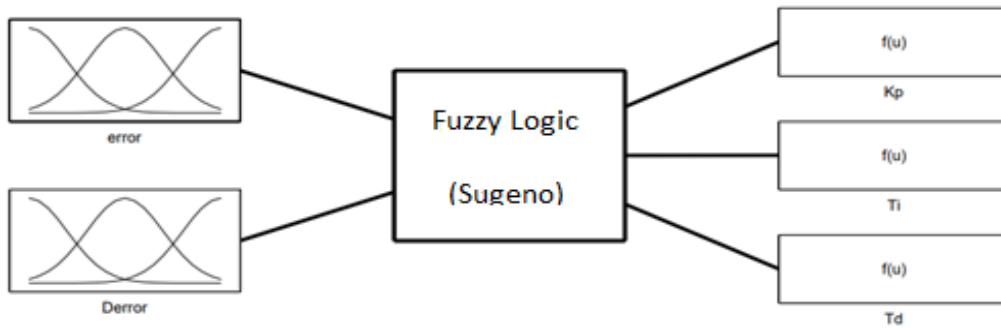 error
Derror
Fuzzy Logic
(Sugeno)
f(u)
Kp
f(u)
Ti
f(u)
Td